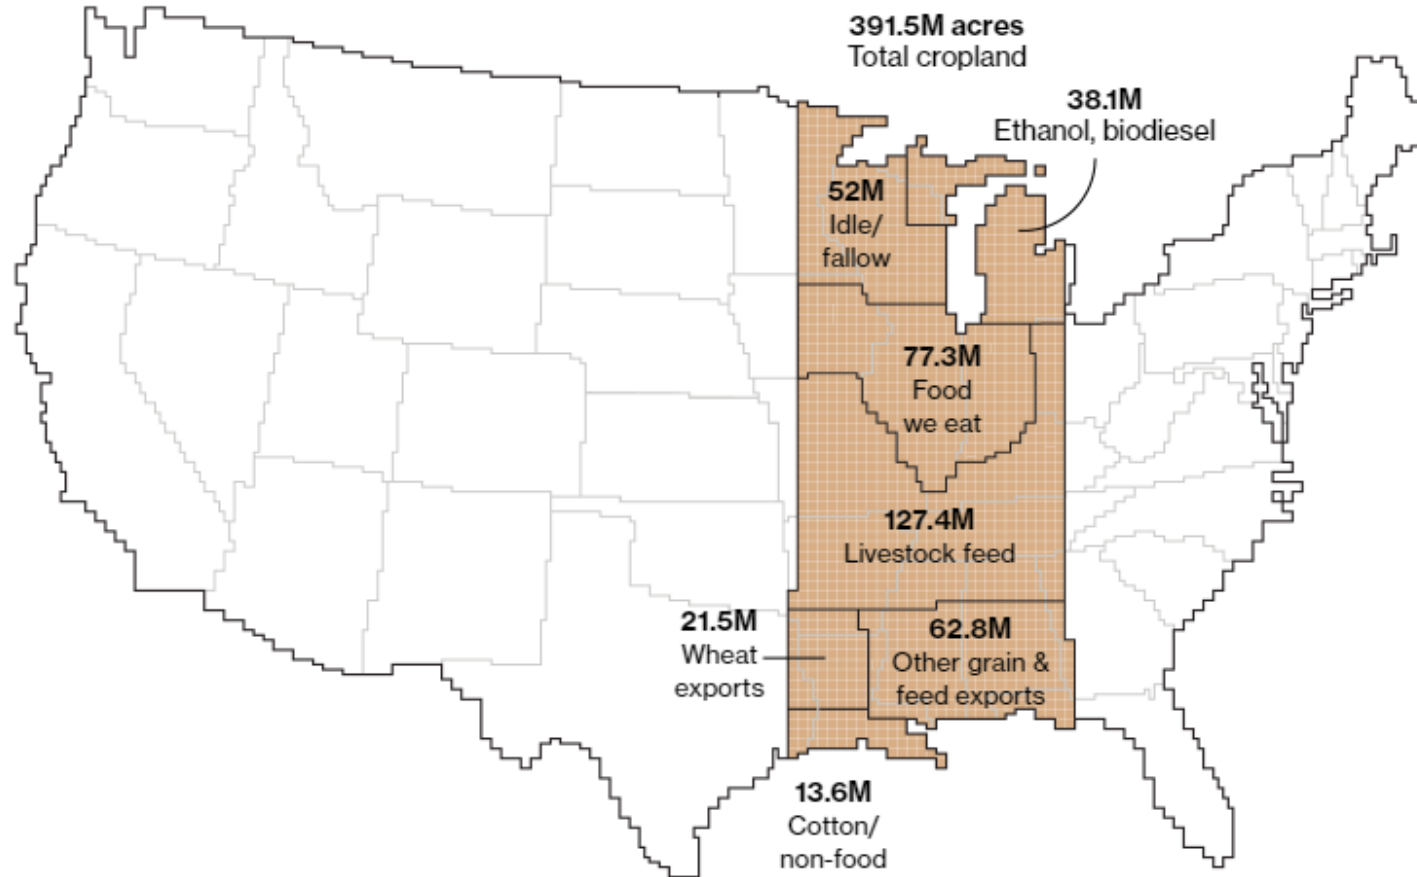 391.5M acres
Total cropland
38.1M
Ethanol, biodiesel
52M
Idle/
fallow
77.3M
Food
we eat
127.4M
Livestock feed
21.5M
Wheat
exports
62.8M
Other grain &
feed exports
13.6M
Cotton/
non-food